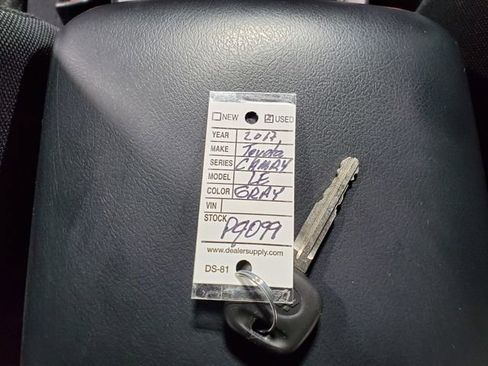 NEW USED
YEAR 2017
MAKE Toyota
SERIES CAMRY
MODEL LE
COLOR GRAY
VIN
STOCK P9099
www.dealersupply.com
DS-81